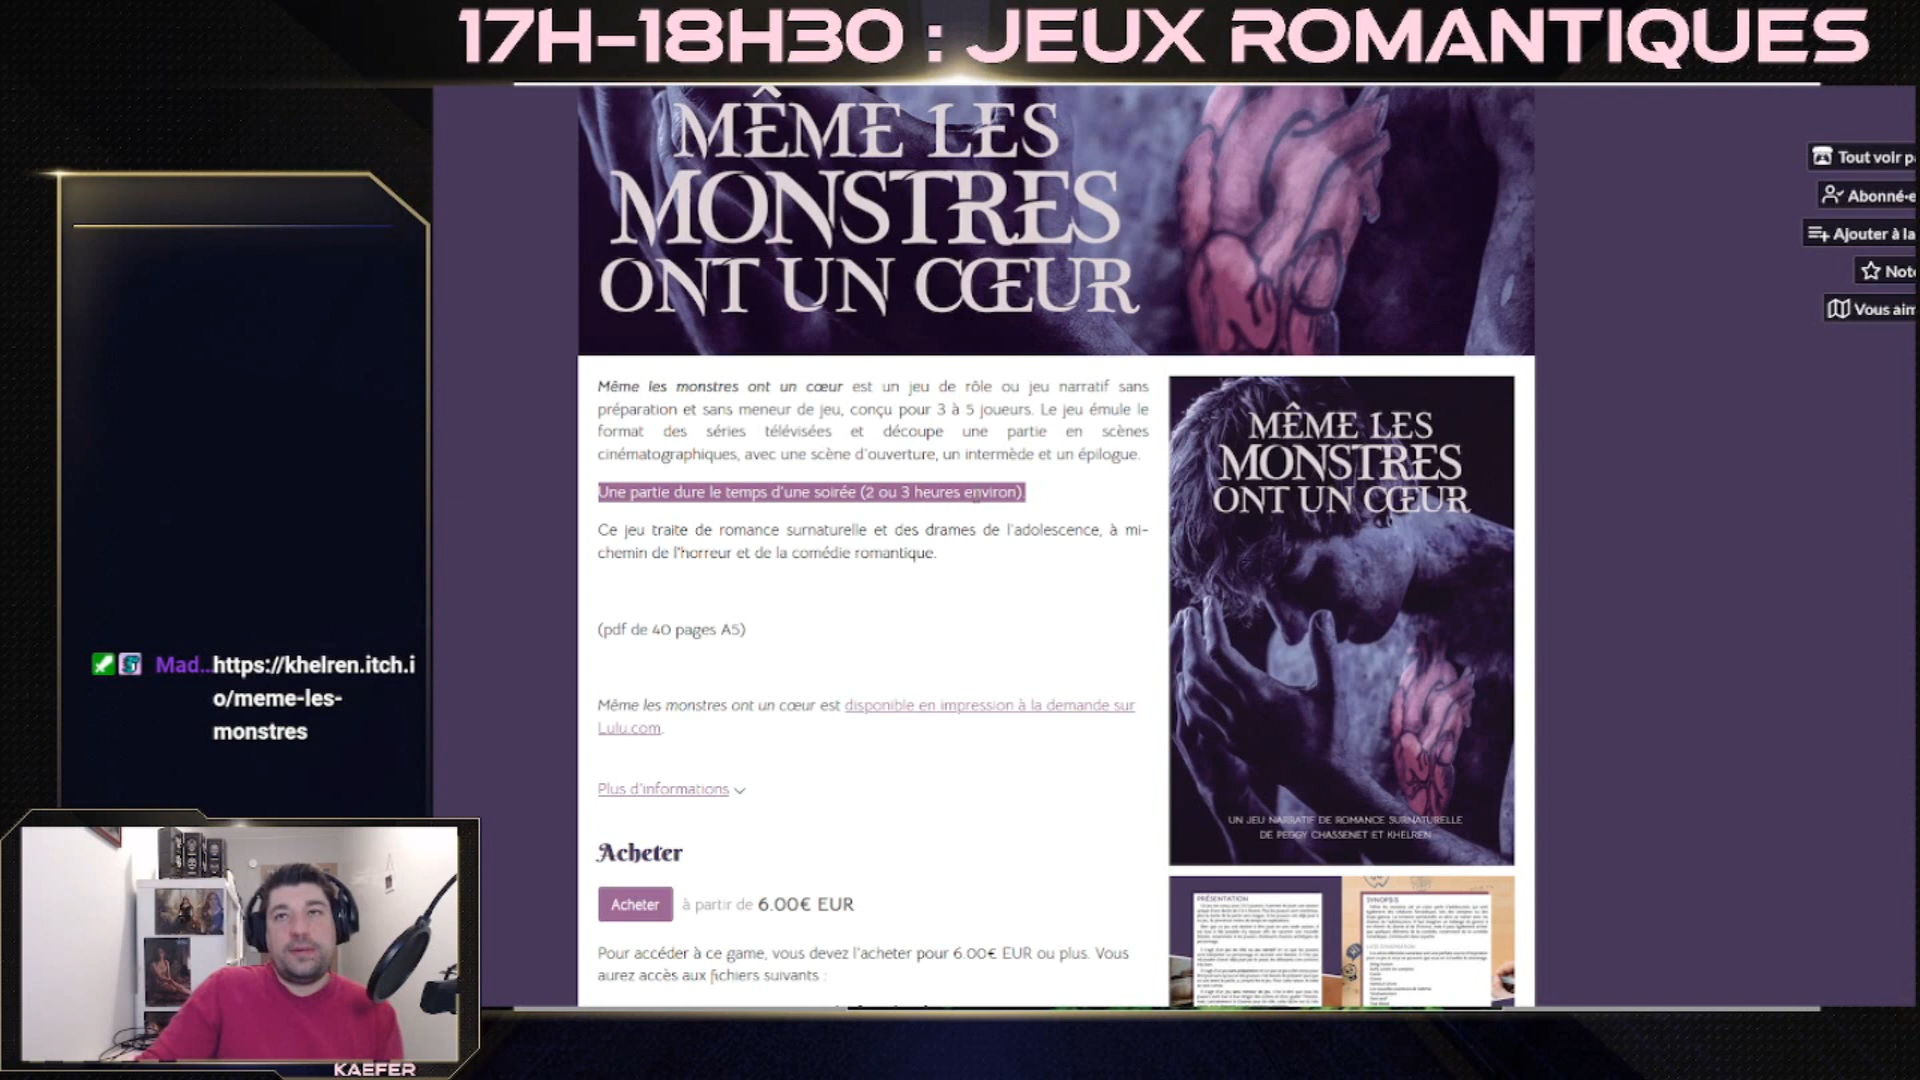 17H-18H30 : JEUX ROMANTIQUES
MÊME LES
MONSTRES
ONT UN CŒUR
Tout voir p
Abonné·e
Ajouter à la
Note
Vous aim
Même les monstres ont un cœur est un jeu de rôle ou jeu narratif sans
préparation et sans meneur de jeu, conçu pour 3 à 5 joueurs. Le jeu émule le
format des séries télévisées et découpe une partie en scènes
cinématographiques, avec une scène d'ouverture, un intermède et un épilogue.
Une partie dure le temps d'une soirée (2 ou 3 heures environ).
Ce jeu traite de romance surnaturelle et des drames de l'adolescence, à mi-
chemin de l'horreur et de la comédie romantique.
(pdf de 40 pages A5)
Même les monstres ont un cœur est disponible en impression à la demande sur
Lulu.com.
Plus d'informations
Acheter
Acheter à partir de 6.00€ EUR
Pour accéder à ce game, vous devez l'acheter pour 6.00€ EUR ou plus. Vous
aurez accès aux fichiers suivants :
MÊME LES
MONSTRES
ONT UN CŒUR
UN JEU NARRATIF DE ROMANCE SURNATURELLE
DE PEGGY CHASSENET ET KHELREN
PRÉSENTATION
SYNOPSIS
Mad...https://khelren.itch.i
o/meme-les-
monstres
KAEFER